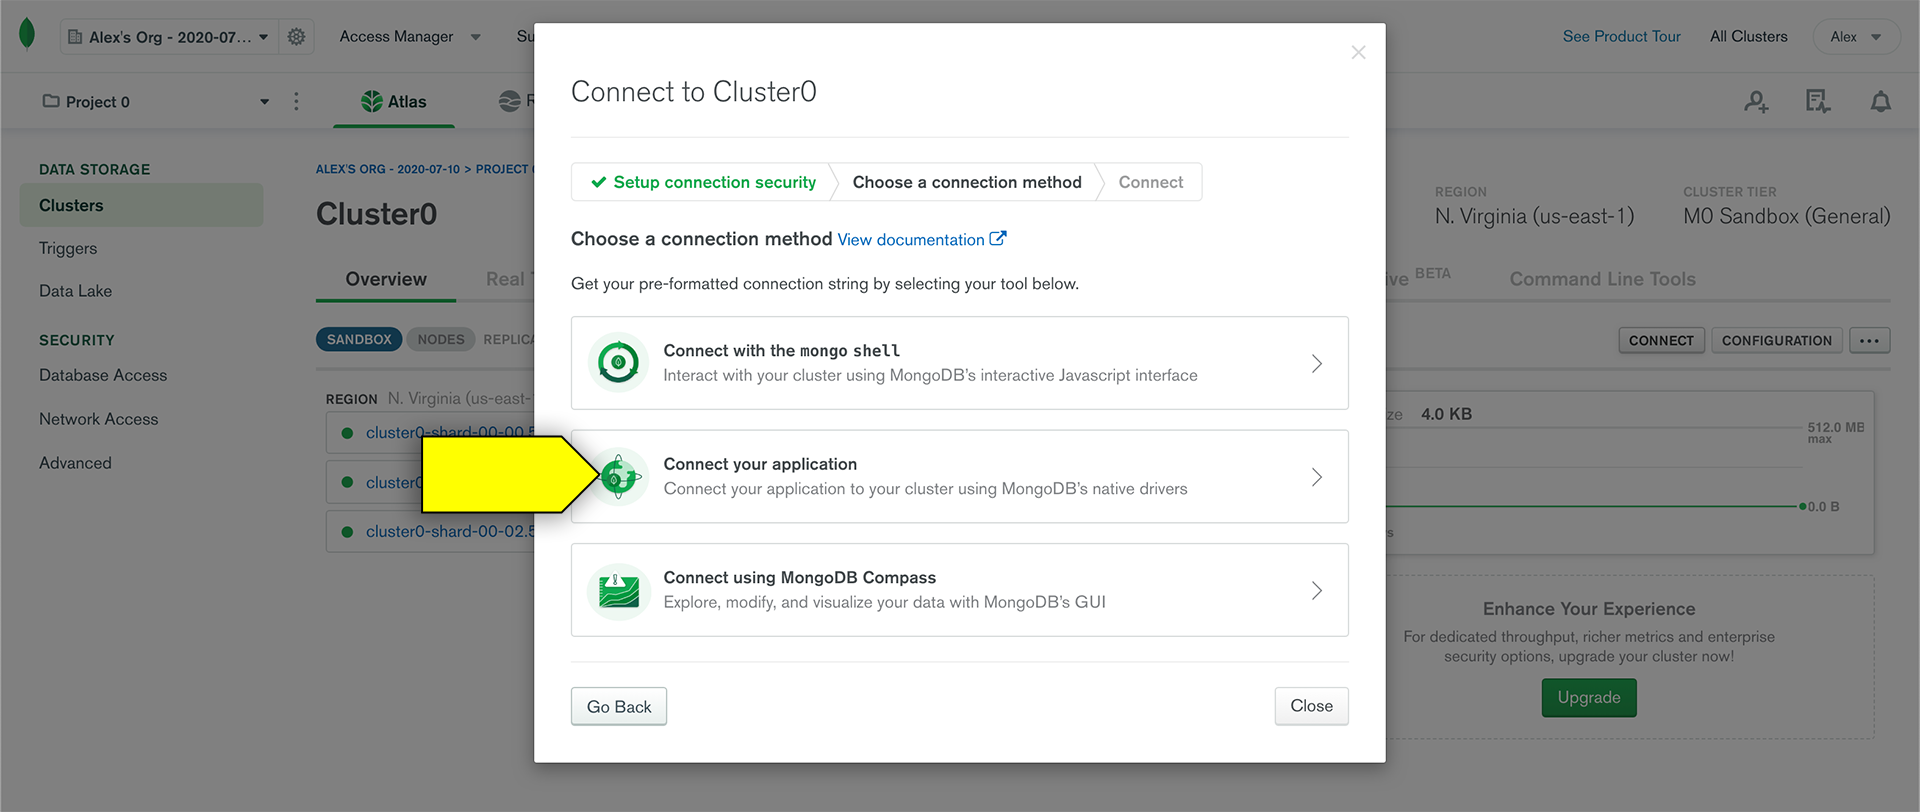 Alex's Org - 2020-07...
Access Manager
See Product Tour
All Clusters
Alex
Project 0
Atlas
DATA STORAGE
Clusters
Triggers
Data Lake
SECURITY
Database Access
Network Access
Advanced
ALEX'S ORG - 2020-07-10 > PROJECT
Cluster0
REGION
N. Virginia (us-east-1)
CLUSTER TIER
M0 Sandbox (General)
Overview
Real
BETA
Command Line Tools
SANDBOX
NODES
CONNECT
CONFIGURATION
...
REGION N. Virginia (us-east-
cluster0-shard-00-00.5
cluster0
cluster0-shard-00-02.5
4.0 KB
512.0 MB
max
0.0 B
Enhance Your Experience
For dedicated throughput, richer metrics and enterprise
security options, upgrade your cluster now!
Upgrade
Connect to Cluster0
Setup connection security
Choose a connection method
Connect
Choose a connection method View documentation
Get your pre-formatted connection string by selecting your tool below.
Connect with the mongo shell
Interact with your cluster using MongoDB's interactive Javascript interface
Connect your application
Connect your application to your cluster using MongoDB's native drivers
Connect using MongoDB Compass
Explore, modify, and visualize your data with MongoDB's GUI
Go Back
Close